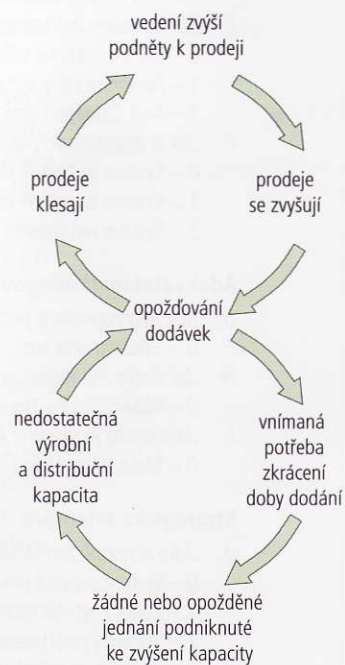 vedení zvýší
podněty k prodeji
prodeje
klesají
prodeje
se zvyšují
opožďování
dodávek
nedostatečná
výrobní
a distribuční
kapacita
vnímaná
potřeba
zkrácení
doby dodání
žádné nebo opožděné
jednání podniknuté
ke zvýšení kapacity